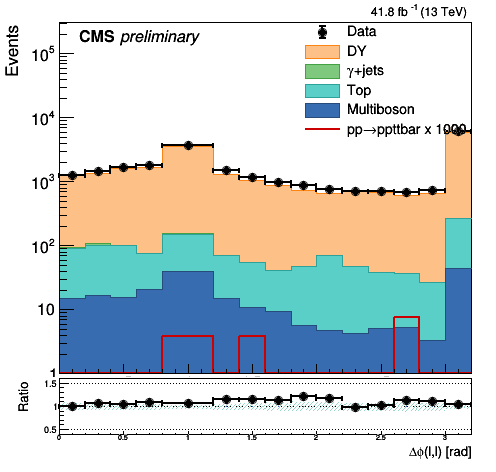 41.8 fb⁻¹ (13 TeV)
CMS preliminary
Data
DY
γ+jets
Top
Multiboson
pp→ppttbar x 1000
Events
10⁵
10⁴
10³
10²
10
1
Ratio
1.5
1
0.5
0 0.5 1 1.5 2 2.5 3
Δϕ(l,l) [rad]